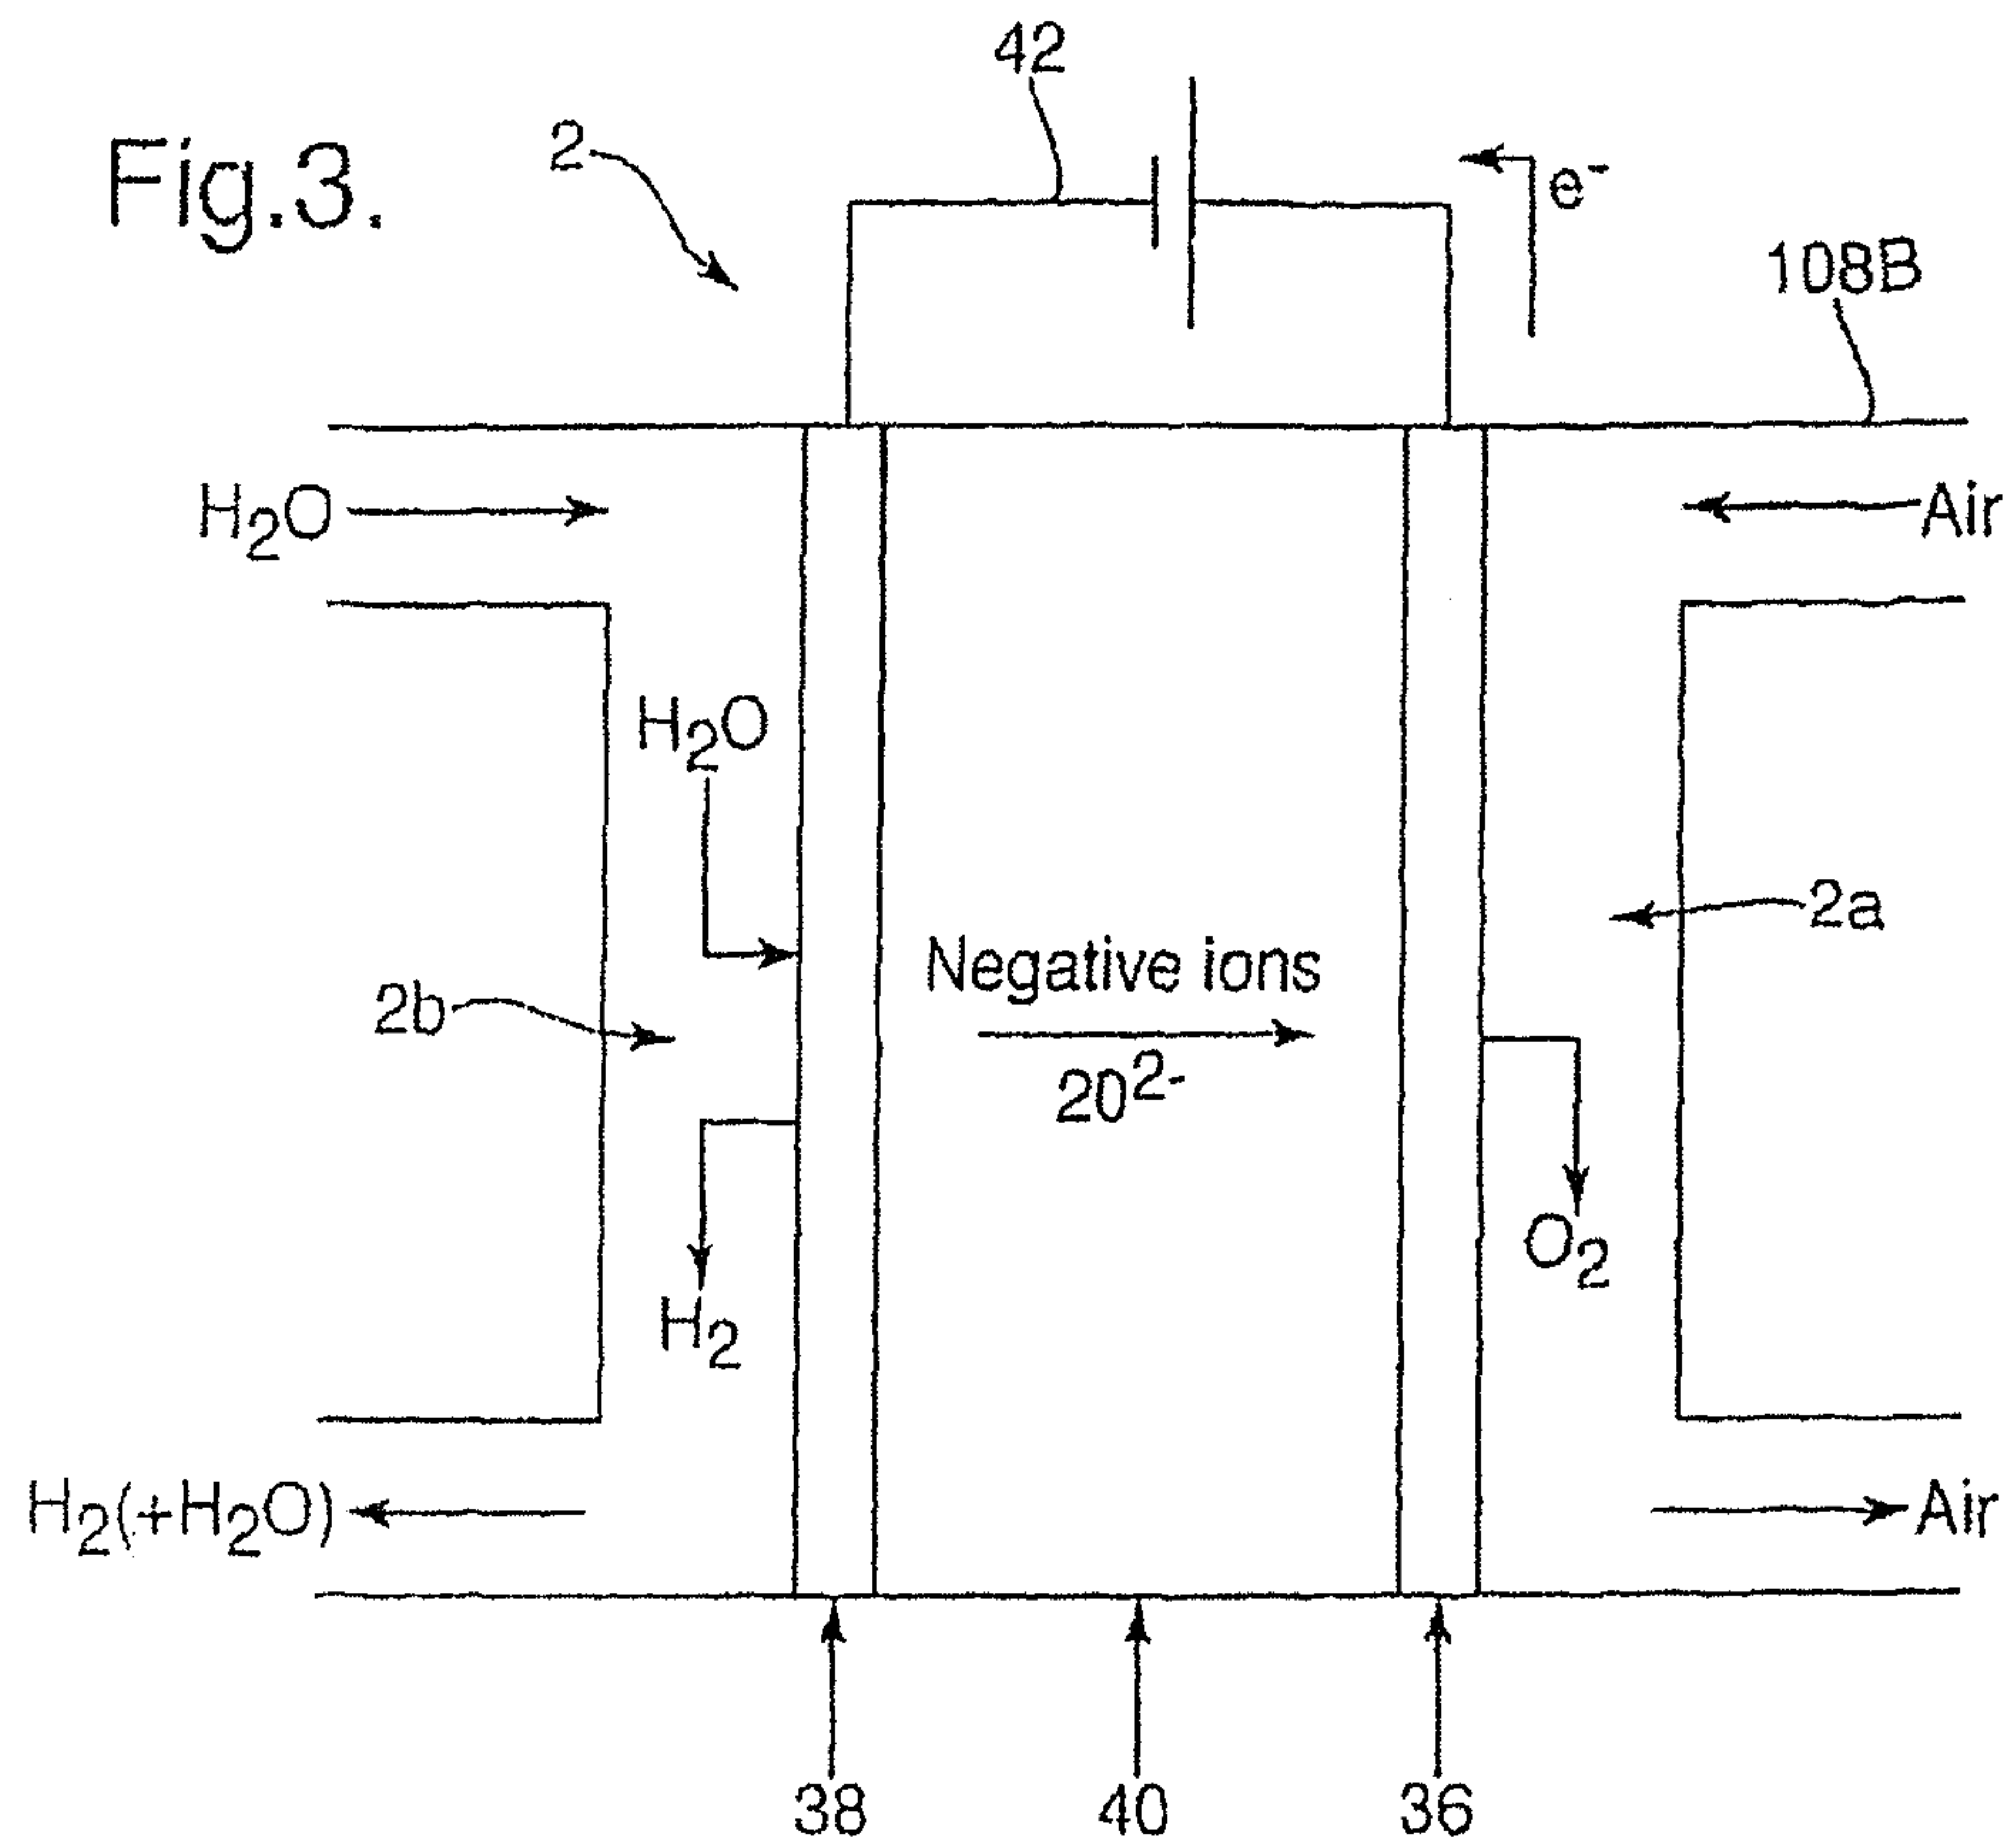 Fig.3.
42
2
e⁻
108B
H₂O
Air
H₂O
2a
Negative ions
2b
20²⁻
O₂
H₂
H₂(+H₂O)
Air
38
40
36